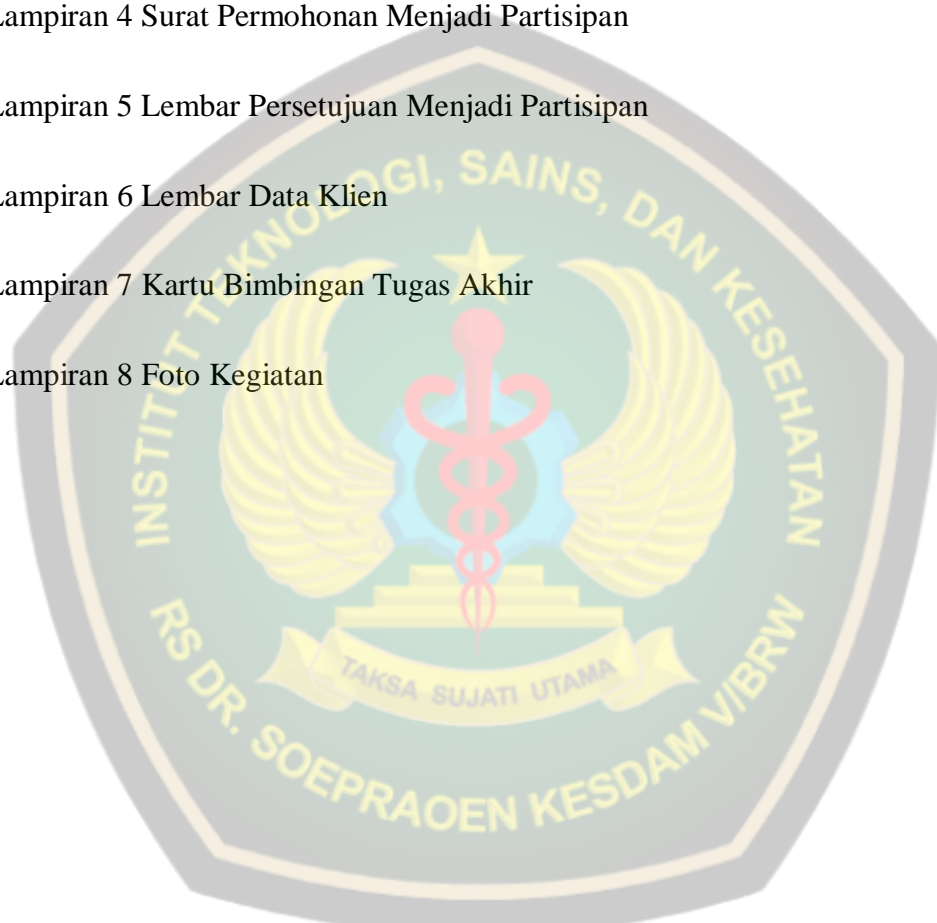 Lampiran 4 Surat Permohonan Menjadi Partisipan
Lampiran 5 Lembar Persetujuan Menjadi Partisipan
Lampiran 6 Lembar Data Klien
Lampiran 7 Kartu Bimbingan Tugas Akhir
Lampiran 8 Foto Kegiatan
INSTITUT TEKNOLOGI, SAINS, DAN KESEHATAN
TAKSA SUJATI UTAMA
RS DR. SOEPRAOEN KESDAM V/BRW